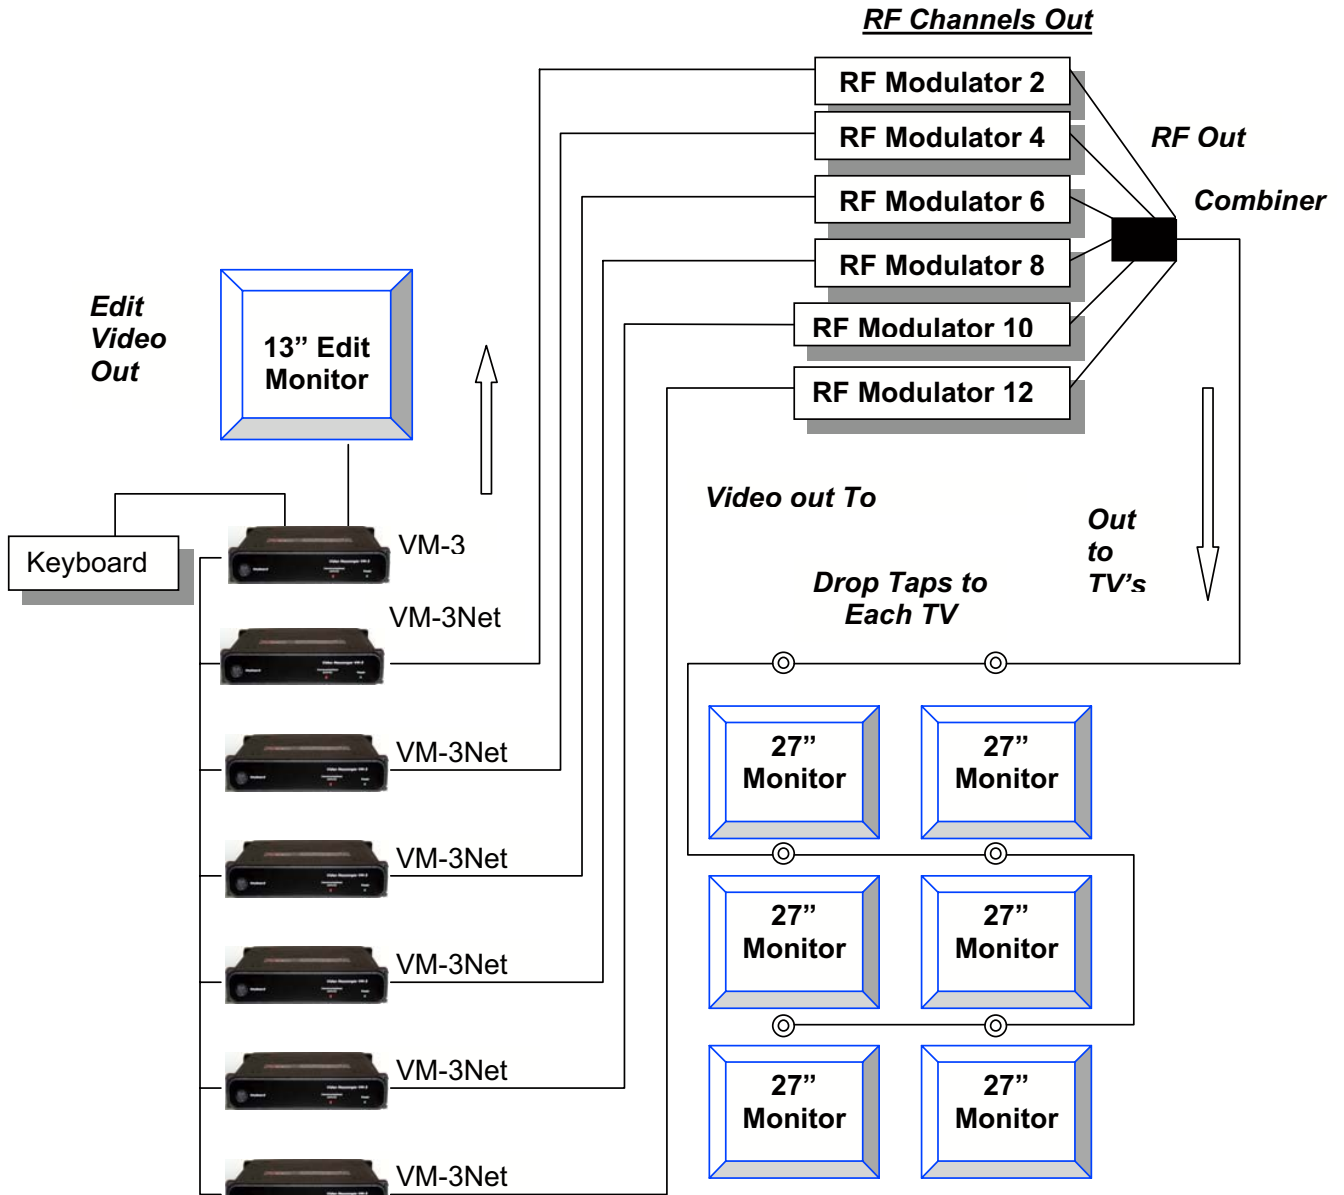 RF Channels Out
RF Modulator 2
RF Modulator 4
RF Out
RF Modulator 6
Combiner
RF Modulator 8
Edit
Video
Out
13” Edit
Monitor
RF Modulator 10
RF Modulator 12
Video out To
Out
to
TV's
VM-3
Keyboard
Drop Taps to
Each TV
VM-3Net
27”
Monitor
27”
Monitor
VM-3Net
VM-3Net
27”
Monitor
27”
Monitor
VM-3Net
VM-3Net
27”
Monitor
27”
Monitor
VM-3Net